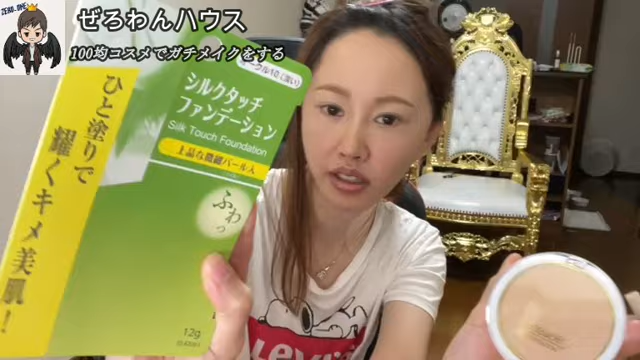 ぜろわんハウス
100均コスメでガチメイクをする
シルクタッチ
ファンデーション
Silk Touch Foundation
上品な微細パール入
ふわっ
ひと塗りで
耀くキメ美肌！
12g
Levi's